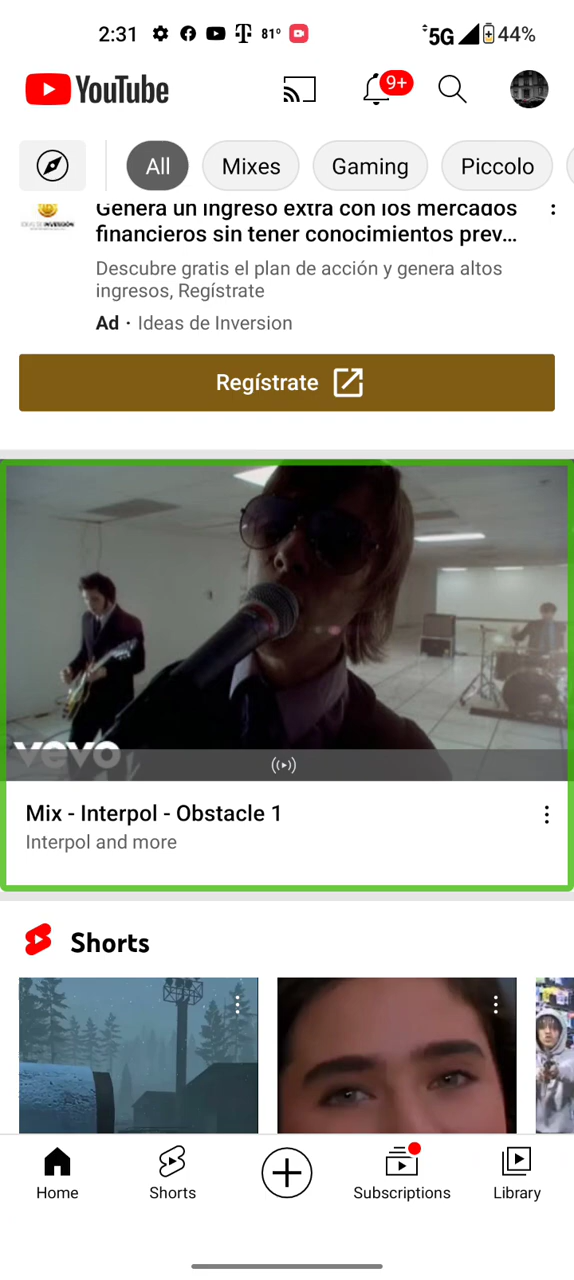 2:31 81° 5G 44%
YouTube 9+
All Mixes Gaming Piccolo
Genera un ingreso extra con los mercados
financieros sin tener conocimientos prev...
Descubre gratis el plan de acción y genera altos
ingresos, Regístrate
Ad · Ideas de Inversion
Regístrate
vevo
Mix - Interpol - Obstacle 1
Interpol and more
Shorts
Home Shorts Subscriptions Library